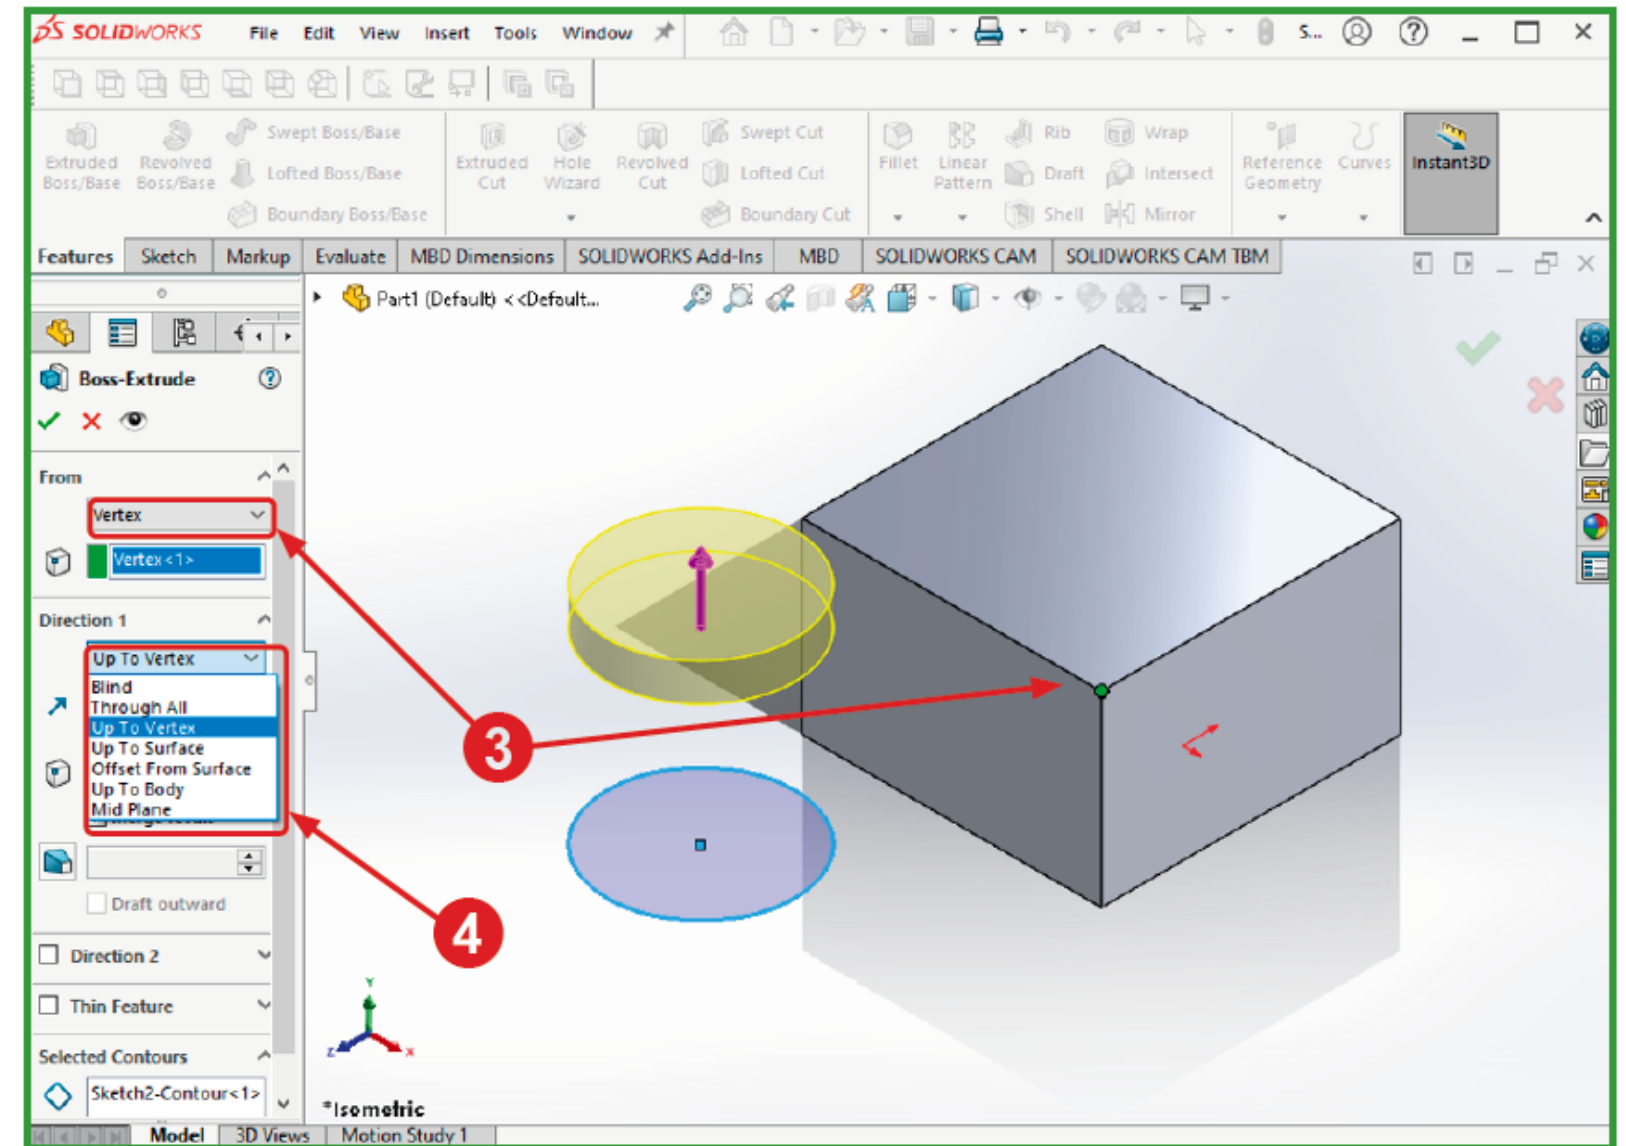 SOLIDWORKS File Edit View Insert Tools Window S...
Swept Boss/Base Swept Cut Rib Wrap
Extruded Boss/Base Revolved Boss/Base Lofted Boss/Base Extruded Cut Hole Wizard Revolved Cut Lofted Cut Fillet Linear Pattern Draft Intersect Reference Geometry Curves Instant3D
Boundary Boss/Base Boundary Cut Shell Mirror
Features Sketch Markup Evaluate MBD Dimensions SOLIDWORKS Add-Ins MBD SOLIDWORKS CAM SOLIDWORKS CAM TBM
Part1 (Default) <<Default...
Boss-Extrude
From
Vertex
Vertex<1>
Direction 1
Up To Vertex
Blind
Through All
Up To Vertex
Up To Surface
Offset From Surface
Up To Body
Mid Plane
3
Draft outward
4
Direction 2
Thin Feature
Selected Contours
Sketch2-Contour<1>
Y
Z X
*Isometric
Model 3D Views Motion Study 1